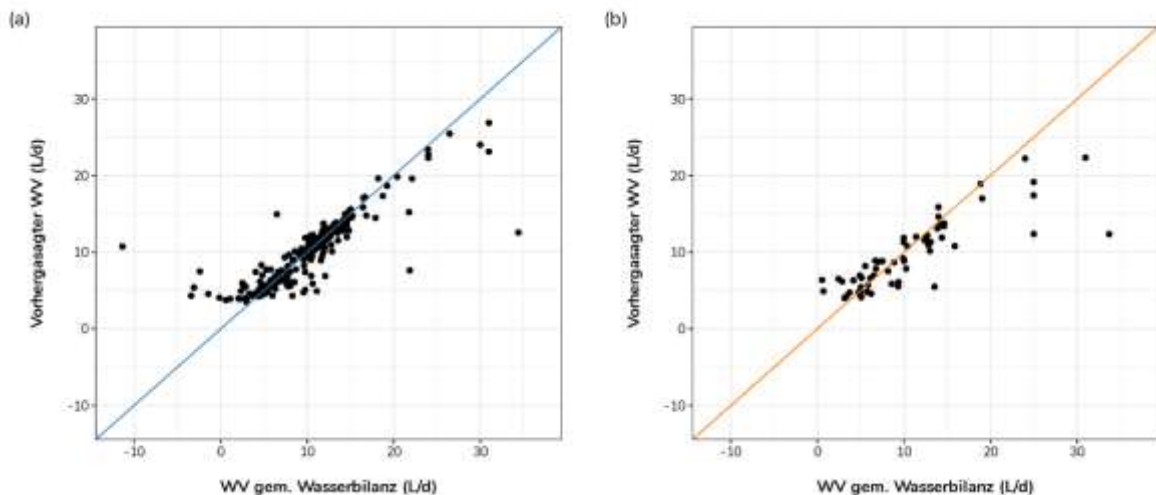 (a)
(b)
30
20
10
0
-10
Vorhergasagter WV (L/d)
-10 0 10 20 30
WV gem. Wasserbilanz (L/d)
30
20
10
0
-10
Vorhergasagter WV (L/d)
-10 0 10 20 30
WV gem. Wasserbilanz (L/d)